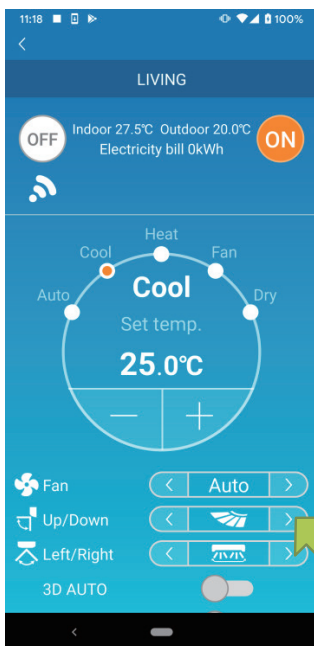 11:18 100%
LIVING
OFF
Indoor 27.5℃ Outdoor 20.0℃
Electricity bill 0kWh
ON
Heat
Cool Fan
Auto Cool Dry
Set temp.
25.0℃
Fan Auto
Up/Down
Left/Right
3D AUTO